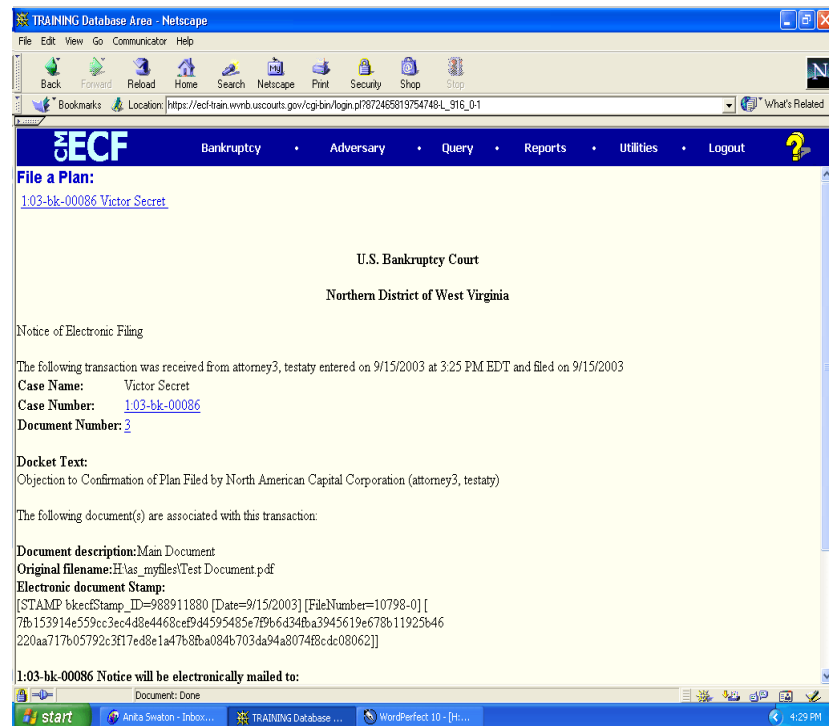 TRAINING Database Area - Netscape
File Edit View Go Communicator Help
Back Forward Reload Home Search Netscape Print Security Shop Stop
Bookmarks Location: https://ecf-train.wvnb.uscourts.gov/cgi-bin/login.pl?872465819754748-L_916_0-1 What's Related
CM ECF Bankruptcy • Adversary • Query • Reports • Utilities • Logout ?
File a Plan:
1:03-bk-00086 Victor Secret
U.S. Bankruptcy Court
Northern District of West Virginia
Notice of Electronic Filing
The following transaction was received from attorney3, testaty entered on 9/15/2003 at 3:25 PM EDT and filed on 9/15/2003
Case Name: Victor Secret
Case Number: 1:03-bk-00086
Document Number: 3
Docket Text:
Objection to Confirmation of Plan Filed by North American Capital Corporation (attorney3, testaty)
The following document(s) are associated with this transaction:
Document description:Main Document
Original filename:H:\as_myfiles\Test Document.pdf
Electronic document Stamp:
[STAMP bkecfStamp_ID=988911880 [Date=9/15/2003] [FileNumber=10798-0] [
7fb153914e559cc3ec4d8e4468cef9d4595485e7f9b6d34fba3945619e678b11925b46
220aa717b05792c3f17ed8e1a47b8fba084b703da94a8074f8cdc08062]]
1:03-bk-00086 Notice will be electronically mailed to:
Document: Done
start Anita Swaton - Inbox... TRAINING Database ... WordPerfect 10 - [H:... 4:29 PM